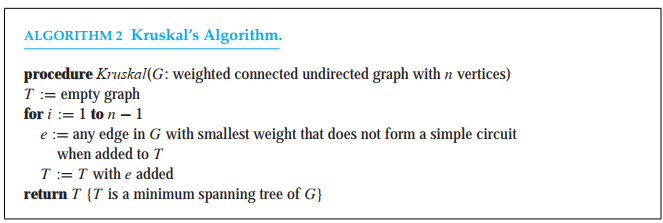 ALGORITHM 2 Kruskal's Algorithm.
procedure Kruskal(G: weighted connected undirected graph with n vertices)
T := empty graph
for i := 1 to n − 1
e := any edge in G with smallest weight that does not form a simple circuit
when added to T
T := T with e added
return T {T is a minimum spanning tree of G}